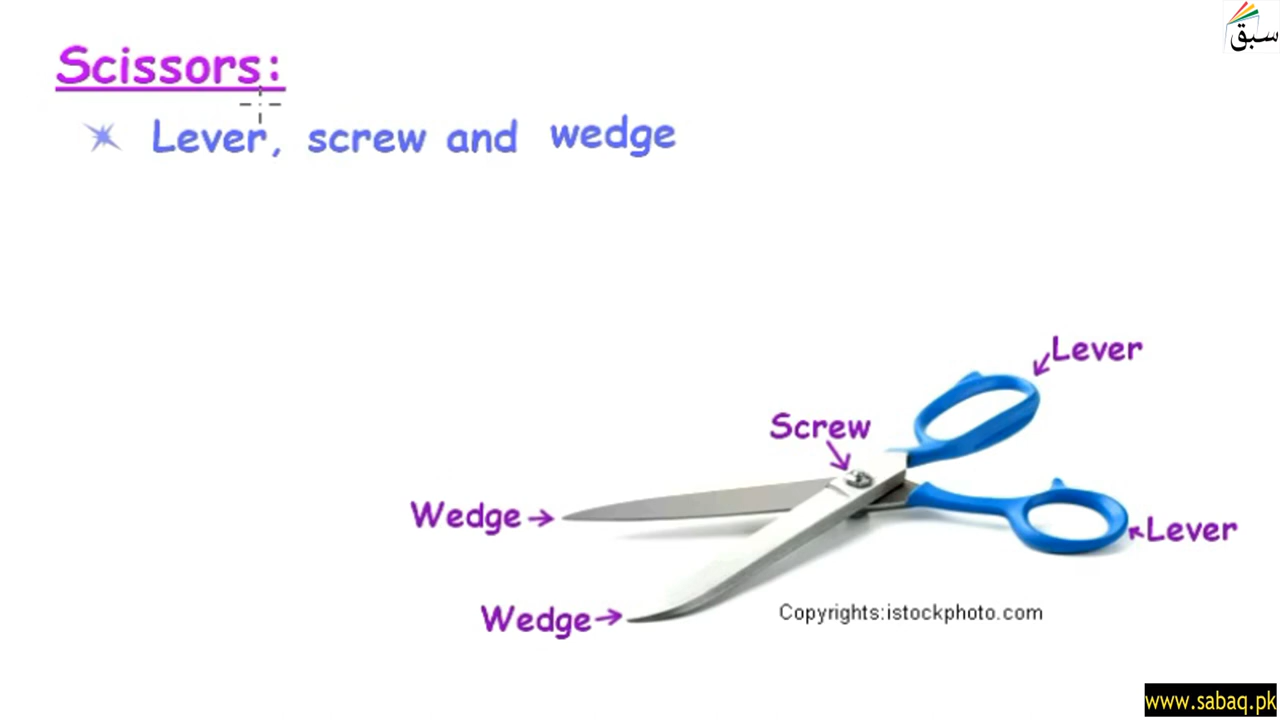 سبق
Scissors:
Lever, screw and wedge
Lever
Screw
Wedge
Lever
Wedge
Copyrights:istockphoto.com
www.sabaq.pk